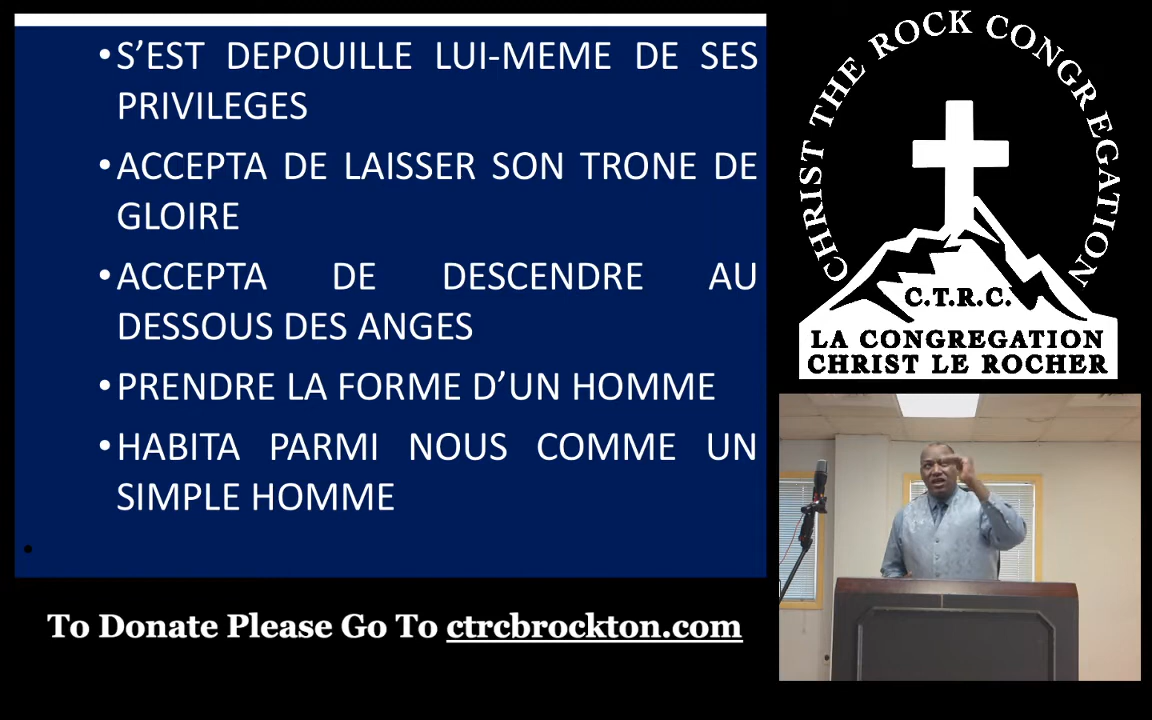 •S’EST DEPOUILLE LUI-MEME DE SES
PRIVILEGES
•ACCEPTA DE LAISSER SON TRONE DE
GLOIRE
•ACCEPTA DE DESCENDRE AU
DESSOUS DES ANGES
•PRENDRE LA FORME D’UN HOMME
•HABITA PARMI NOUS COMME UN
SIMPLE HOMME
•
CHRIST THE ROCK CONGREGATION
C.T.R.C.
LA CONGREGATION
CHRIST LE ROCHER
To Donate Please Go To ctrcbrockton.com